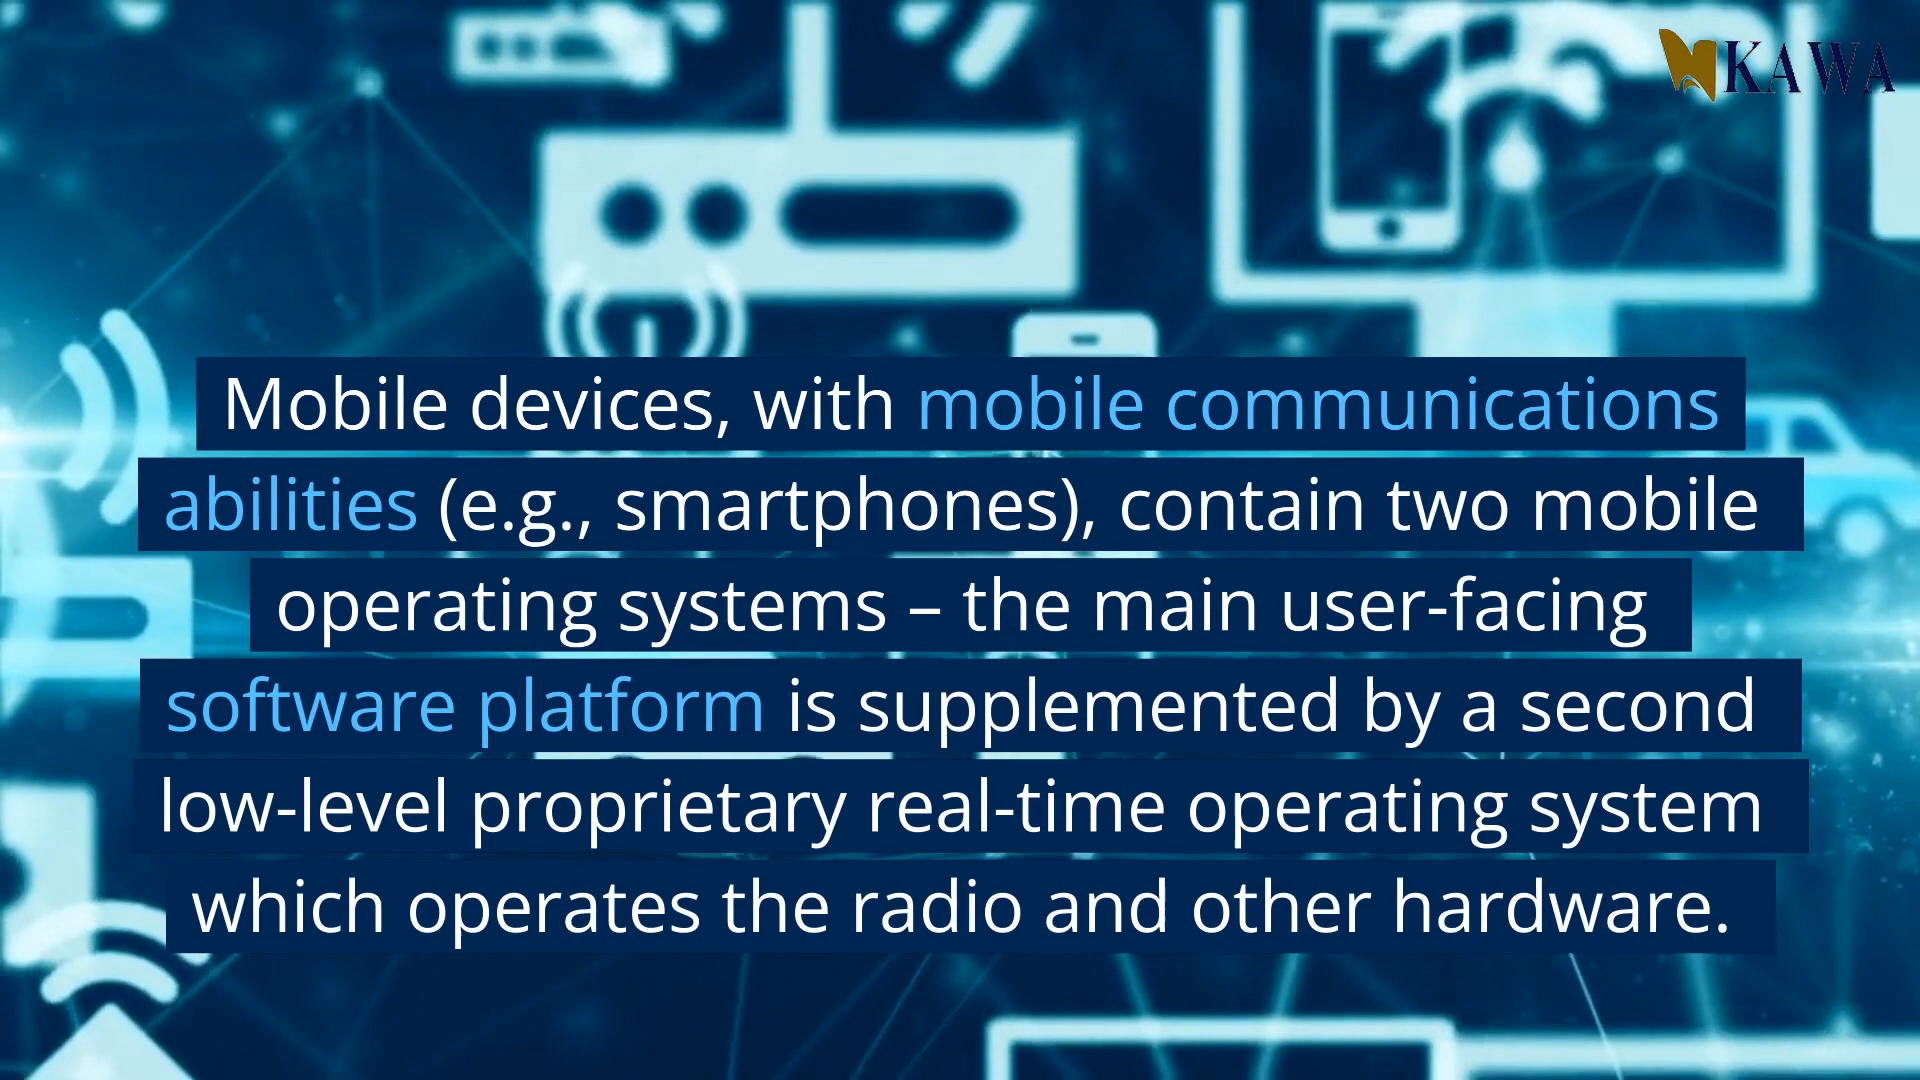 KAWA
Mobile devices, with mobile communications
abilities (e.g., smartphones), contain two mobile
operating systems – the main user-facing
software platform is supplemented by a second
low-level proprietary real-time operating system
which operates the radio and other hardware.